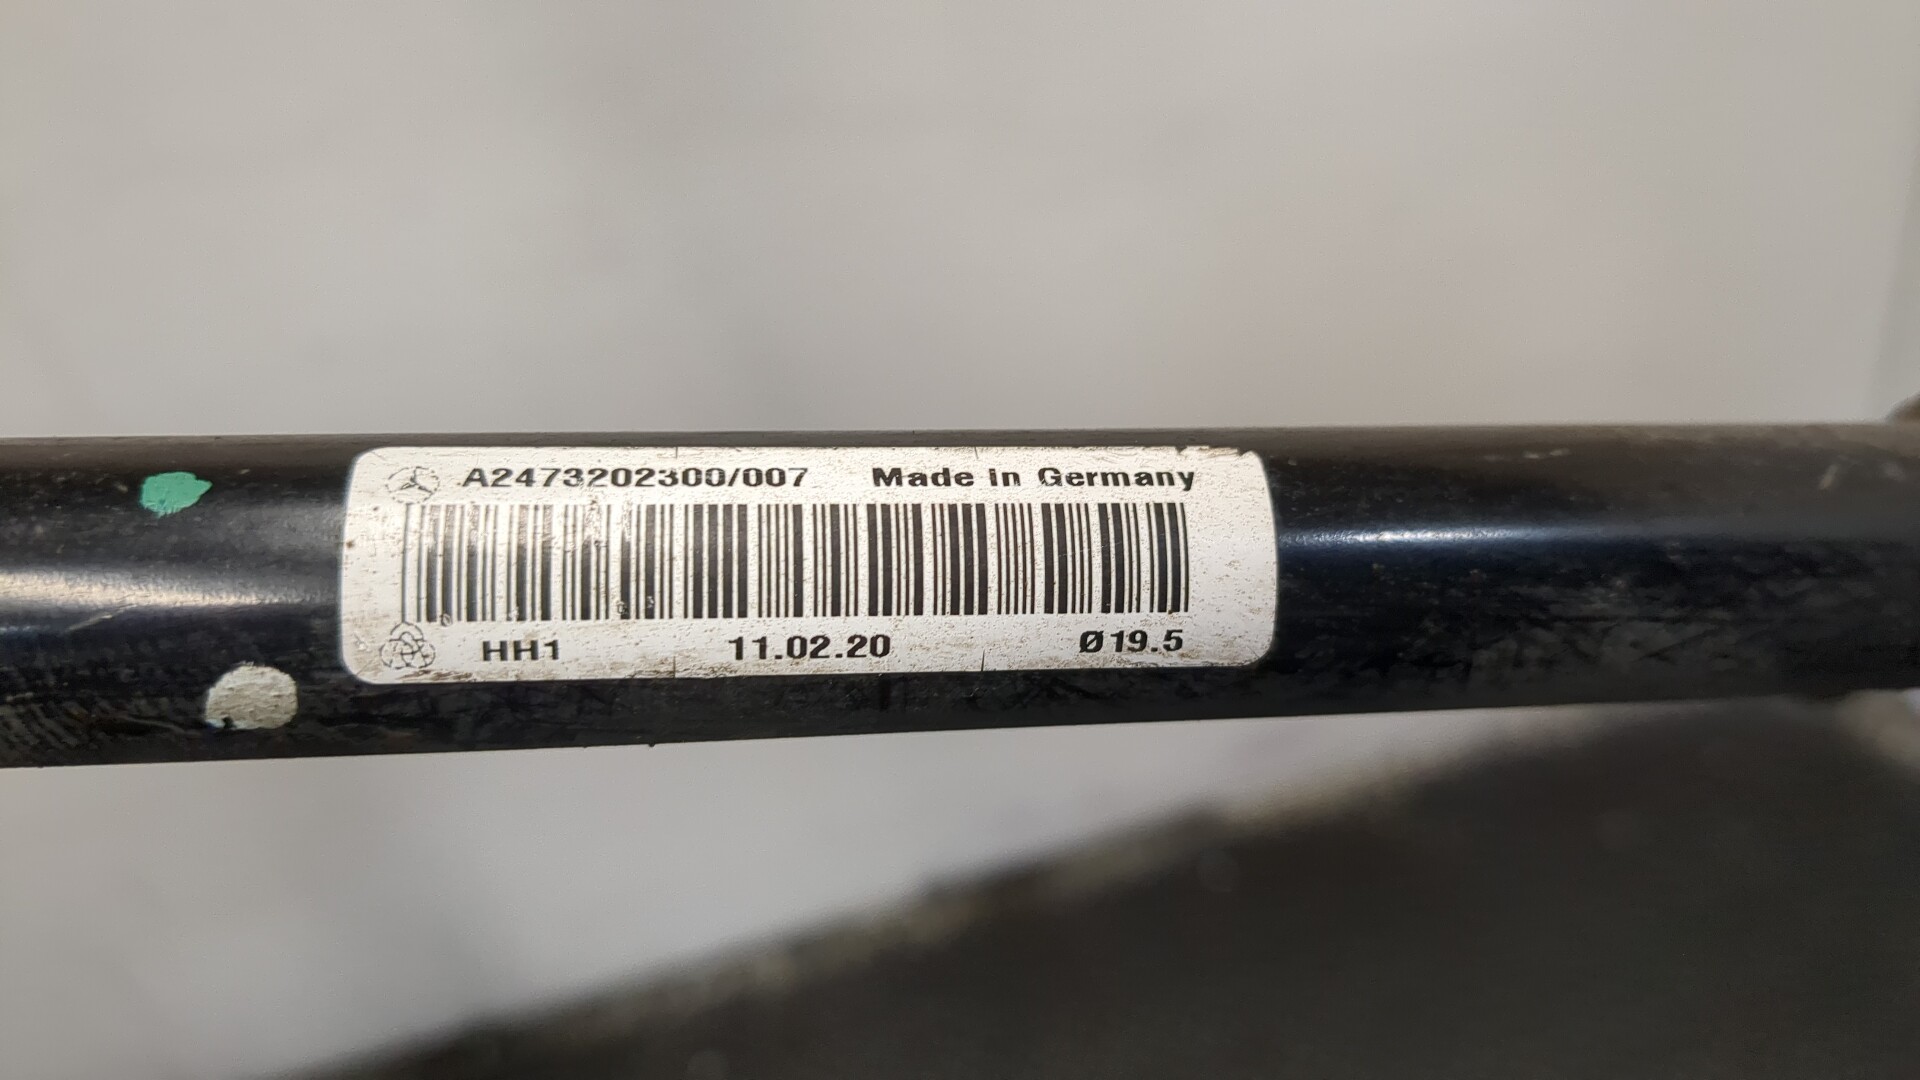 A2473202300/007 Made in Germany
HH1 11.02.20 Ø19.5